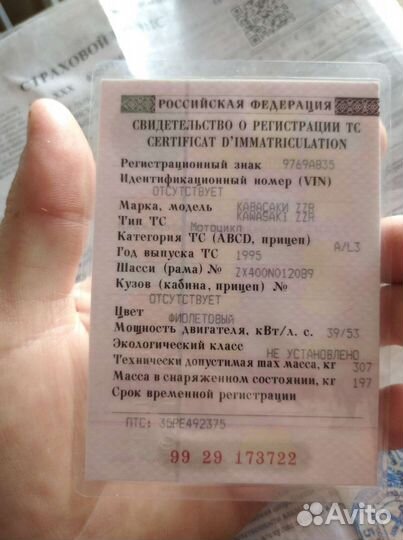 СТРАХОВОЙ
XXX
РОССИЙСКАЯ ФЕДЕРАЦИЯ
СВИДЕТЕЛЬСТВО О РЕГИСТРАЦИИ ТС
CERTIFICAT D'IMMATRICULATION
Регистрационный знак 9769АВ35
Идентификационный номер (VIN)
ОТСУТСТВУЕТ
Марка, модель КАВАСАКИ ZZR
KAWASAKI ZZR
Тип ТС Мотоцикл
Категория ТС (ABCD, прицеп) A/L3
Год выпуска ТС 1995
Шасси (рама) № ZX400N012089
Кузов (кабина, прицеп) №
ОТСУТСТВУЕТ
Цвет ФИОЛЕТОВЫЙ
Мощность двигателя, кВт/л. с. 39/53
Экологический класс НЕ УСТАНОВЛЕНО
Технически допустимая max масса, кг 307
Масса в снаряженном состоянии, кг 197
Срок временной регистрации
ПТС: 35РЕ492375
99 29 173722
Avito